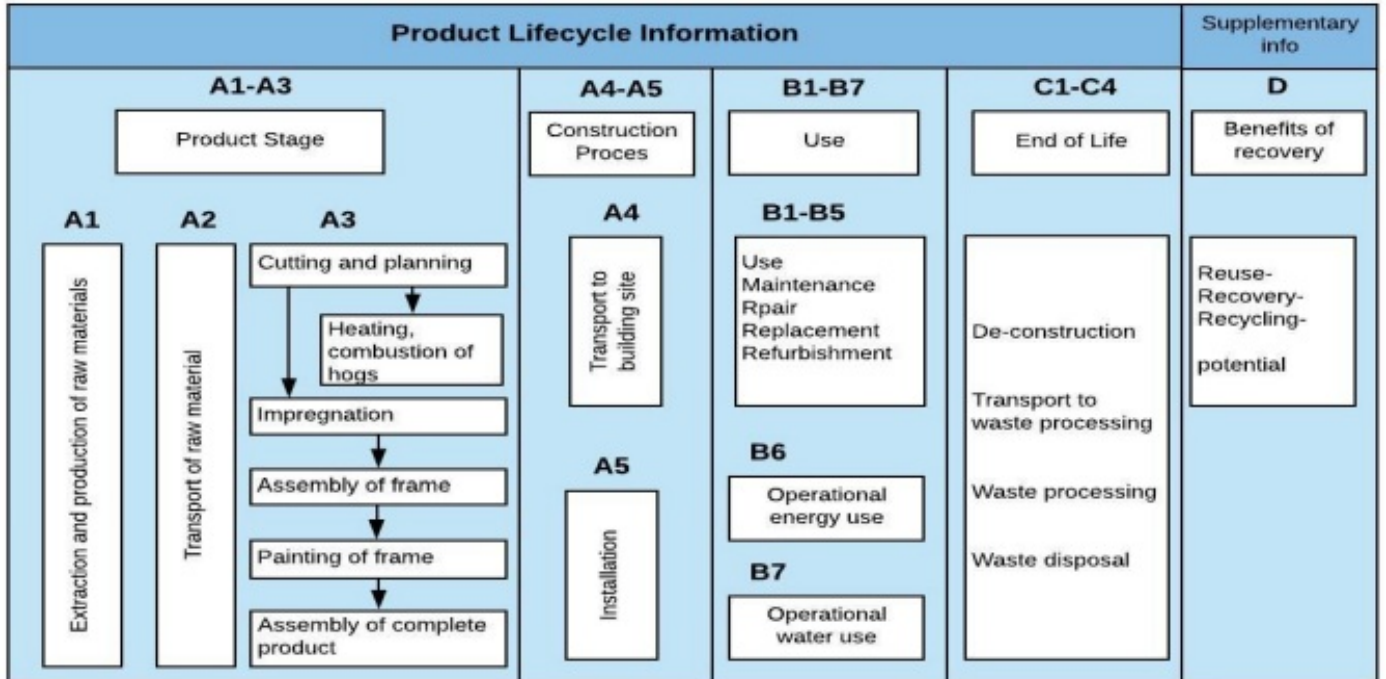 Product Lifecycle Information
Supplementary
info
A1-A3
Product Stage
A1
Extraction and production of raw materials
A2
Transport of raw material
A3
Cutting and planning
Heating,
combustion of
hogs
Impregnation
Assembly of frame
Painting of frame
Assembly of complete
product
A4-A5
Construction
Proces
A4
Transport to
building site
A5
Installation
B1-B7
Use
B1-B5
Use
Maintenance
Rpair
Replacement
Refurbishment
B6
Operational
energy use
B7
Operational
water use
C1-C4
End of Life
De-construction
Transport to
waste processing
Waste processing
Waste disposal
D
Benefits of
recovery
Reuse-
Recovery-
Recycling-
potential